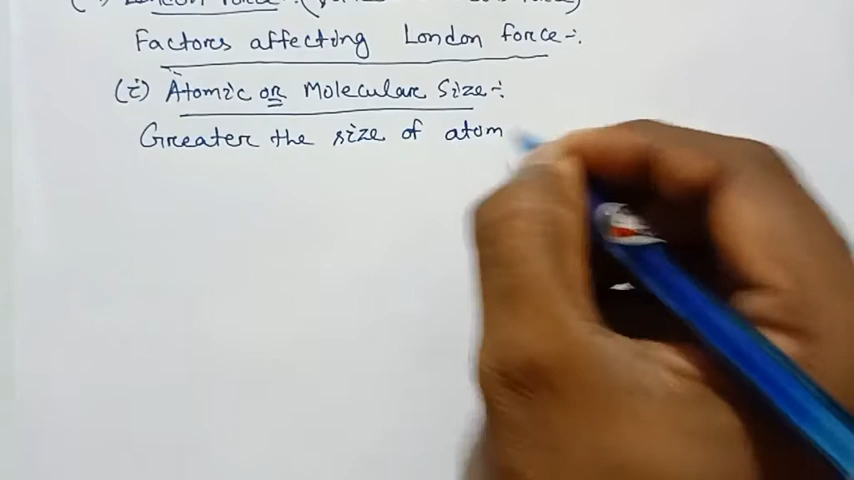 Factors affecting London force -:
(i) Atomic or Molecular Size -:
Greater the size of atom